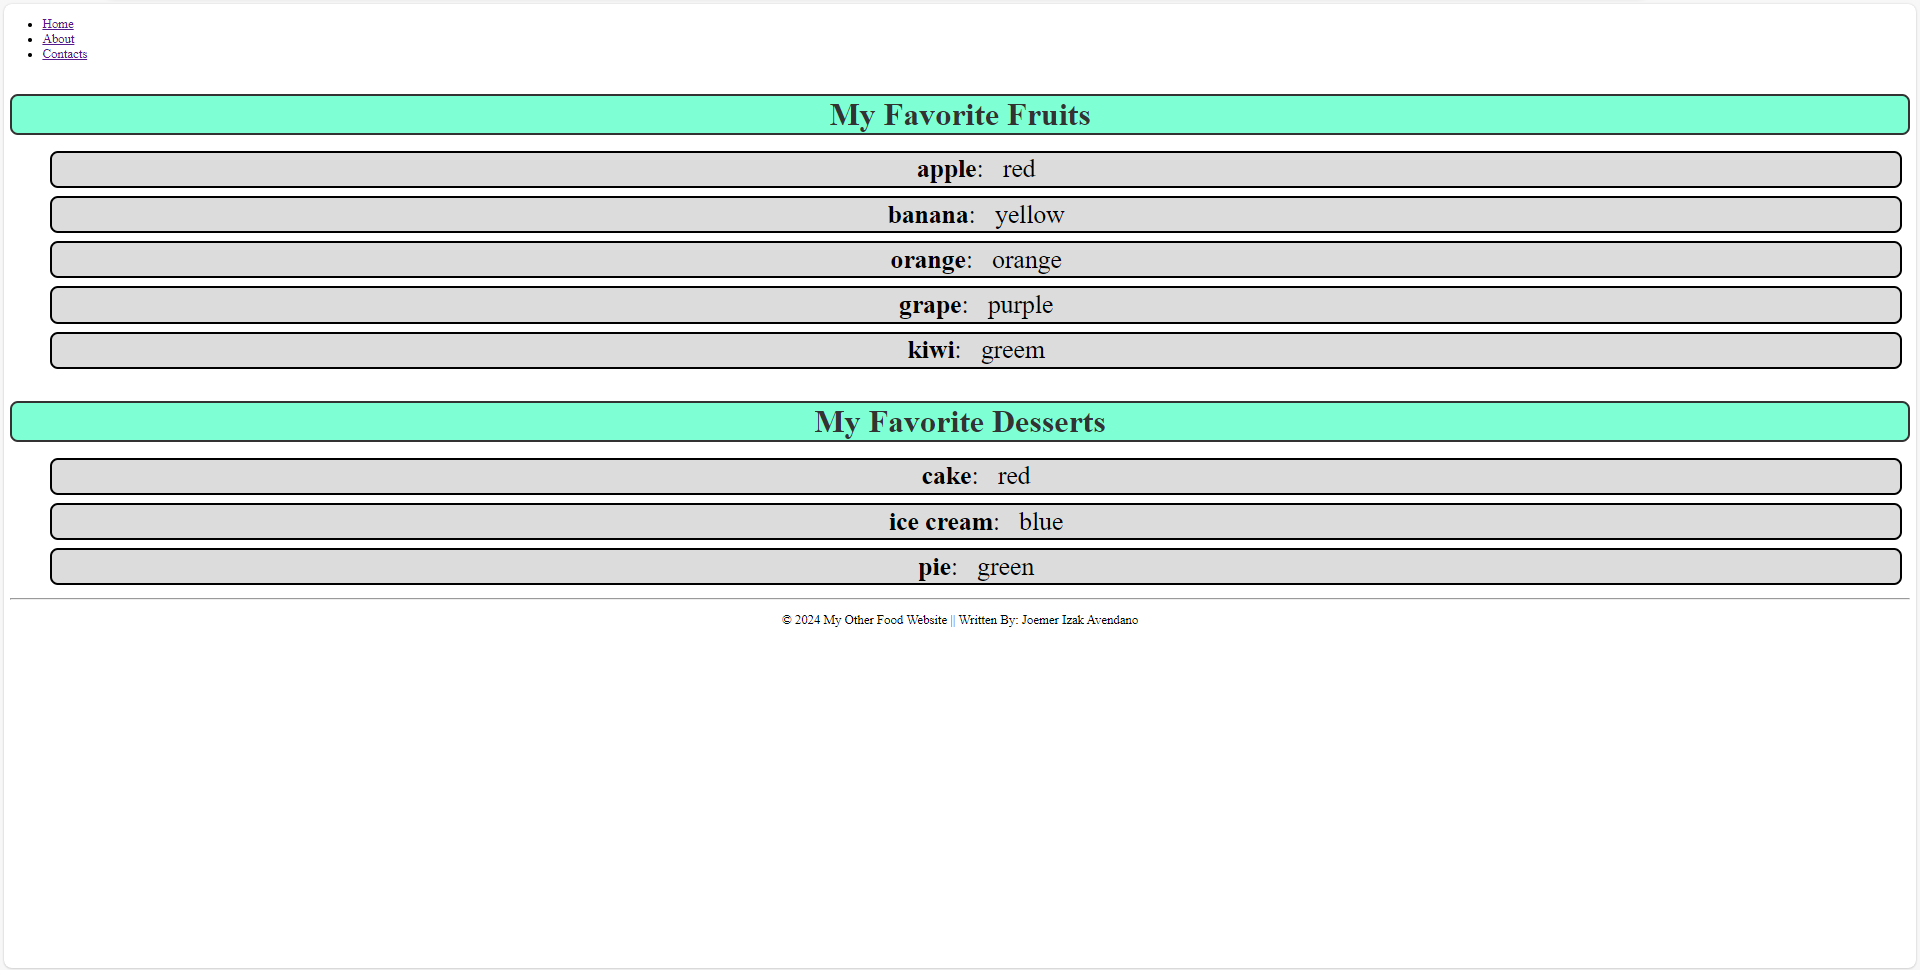 Home
About
Contacts
My Favorite Fruits
apple: red
banana: yellow
orange: orange
grape: purple
kiwi: greem
My Favorite Desserts
cake: red
ice cream: blue
pie: green
© 2024 My Other Food Website || Written By: Joemer Izak Avendano